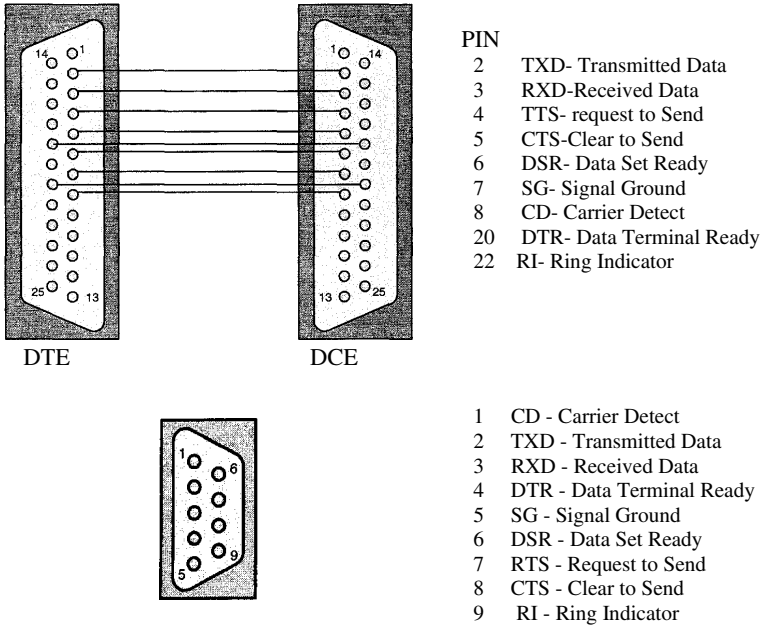 14 1
25 13
DTE
1 14
13 25
DCE
PIN
2 TXD- Transmitted Data
3 RXD-Received Data
4 TTS- request to Send
5 CTS-Clear to Send
6 DSR- Data Set Ready
7 SG- Signal Ground
8 CD- Carrier Detect
20 DTR- Data Terminal Ready
22 RI- Ring Indicator
1 6
5 9
1 CD - Carrier Detect
2 TXD - Transmitted Data
3 RXD - Received Data
4 DTR - Data Terminal Ready
5 SG - Signal Ground
6 DSR - Data Set Ready
7 RTS - Request to Send
8 CTS - Clear to Send
9 RI - Ring Indicator